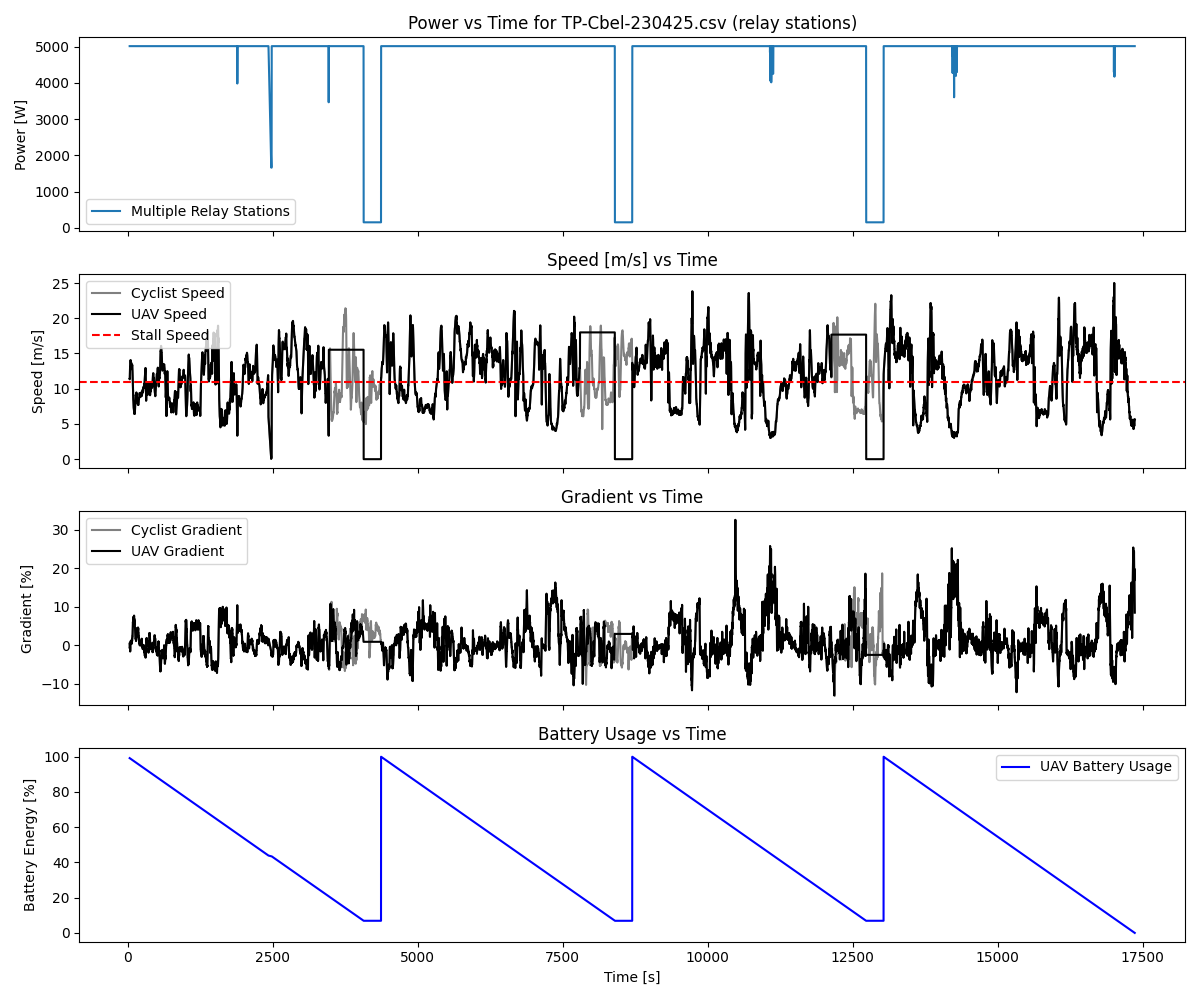 Power vs Time for TP-Cbel-230425.csv (relay stations)
Power [W]
5000
4000
3000
2000
1000
0
Multiple Relay Stations
Speed [m/s] vs Time
Speed [m/s]
25
20
15
10
5
0
Cyclist Speed
UAV Speed
Stall Speed
Gradient vs Time
Gradient [%]
30
20
10
0
−10
Cyclist Gradient
UAV Gradient
Battery Usage vs Time
Battery Energy [%]
100
80
60
40
20
0
UAV Battery Usage
0 2500 5000 7500 10000 12500 15000 17500
Time [s]